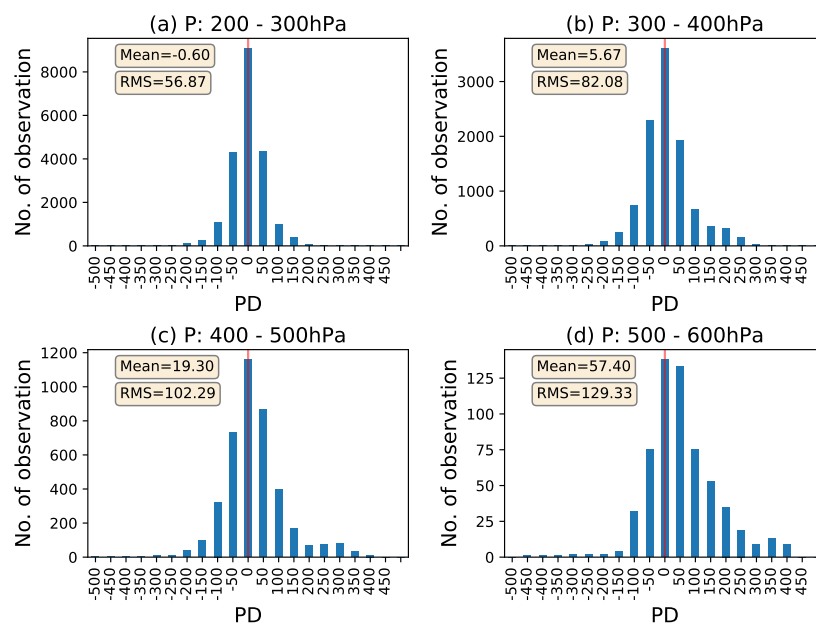 (a) P: 200 - 300hPa
Mean=-0.60
RMS=56.87
No. of observation
8000
6000
4000
2000
0
-500 -450 -400 -350 -300 -250 -200 -150 -100 -50 0 50 100 150 200 250 300 350 400 450
PD
(b) P: 300 - 400hPa
Mean=5.67
RMS=82.08
No. of observation
3000
2000
1000
0
-500 -450 -400 -350 -300 -250 -200 -150 -100 -50 0 50 100 150 200 250 300 350 400 450
PD
(c) P: 400 - 500hPa
Mean=19.30
RMS=102.29
No. of observation
1200
1000
800
600
400
200
0
-500 -450 -400 -350 -300 -250 -200 -150 -100 -50 0 50 100 150 200 250 300 350 400 450
PD
(d) P: 500 - 600hPa
Mean=57.40
RMS=129.33
No. of observation
125
100
75
50
25
0
-500 -450 -400 -350 -300 -250 -200 -150 -100 -50 0 50 100 150 200 250 300 350 400 450
PD